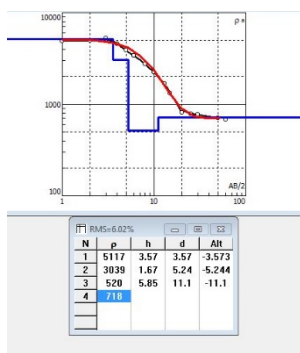 10000
ρ a
1000
AB/2
100
1 10 100
RMS=6.02%
N ρ h d Alt
1 5117 3.57 3.57 -3.573
2 3039 1.67 5.24 -5.244
3 520 5.85 11.1 -11.1
4 718